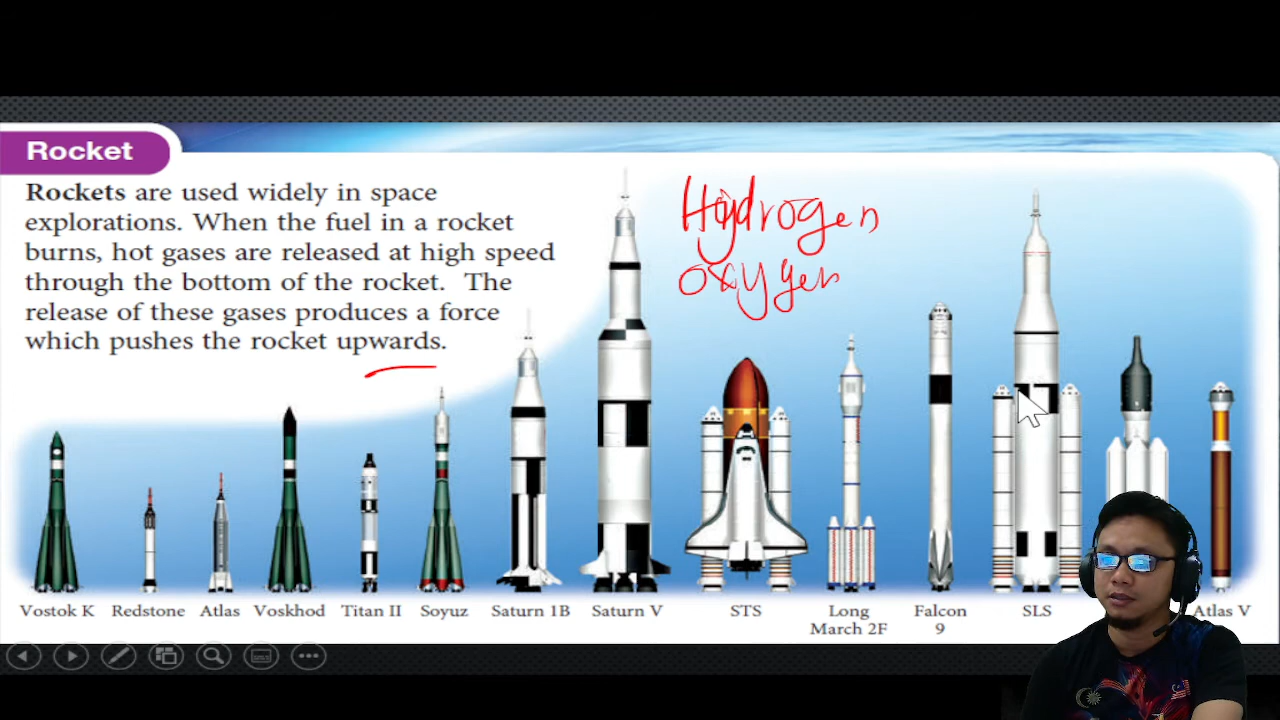 Rocket
Rockets are used widely in space
explorations. When the fuel in a rocket
burns, hot gases are released at high speed
through the bottom of the rocket. The
release of these gases produces a force
which pushes the rocket upwards.
Hydrogen
oxygen
Vostok K Redstone Atlas Voskhod Titan II Soyuz Saturn 1B Saturn V STS Long March 2F Falcon 9 SLS Atlas V